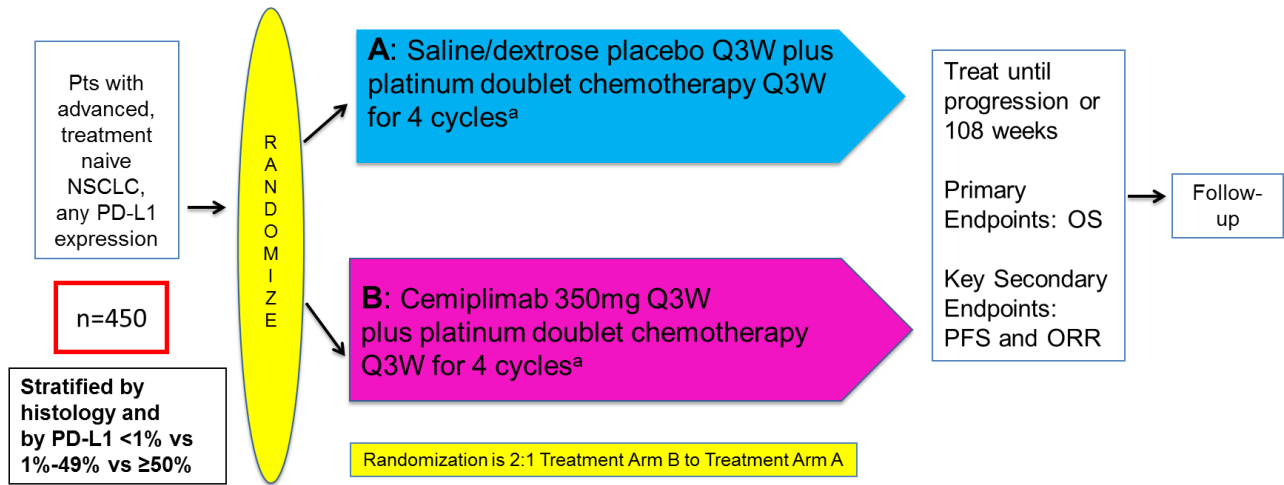 Pts with
advanced,
treatment
naive
NSCLC,
any PD-L1
expression
n=450
Stratified by
histology and
by PD-L1 <1% vs
1%-49% vs ≥50%
R
A
N
D
O
M
I
Z
E
A: Saline/dextrose placebo Q3W plus
platinum doublet chemotherapy Q3W
for 4 cyclesᵃ
B: Cemiplimab 350mg Q3W
plus platinum doublet chemotherapy
Q3W for 4 cyclesᵃ
Randomization is 2:1 Treatment Arm B to Treatment Arm A
Treat until
progression or
108 weeks
Primary
Endpoints: OS
Key Secondary
Endpoints:
PFS and ORR
Follow-
up